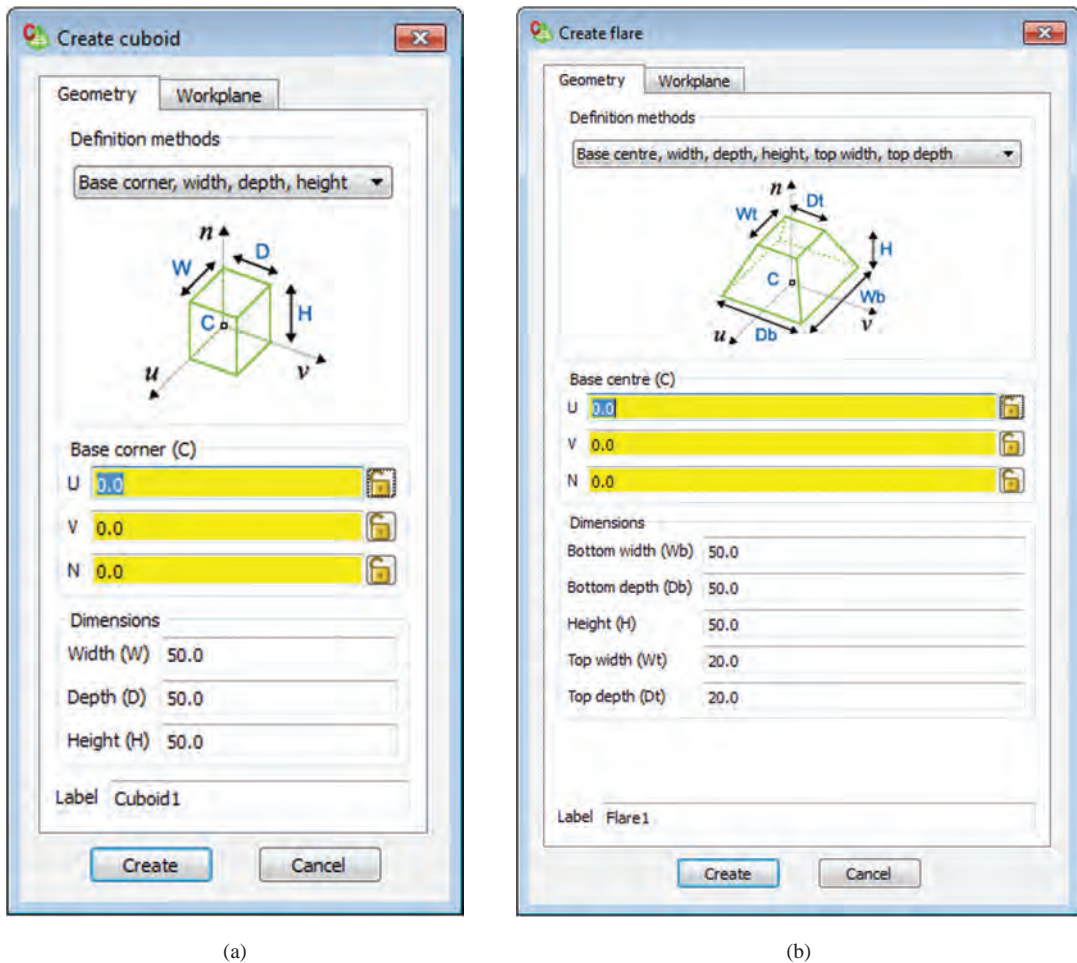 Create cuboid
Geometry Workplane
Definition methods
Base corner, width, depth, height
n
W D
C H
u v
Base corner (C)
U 0.0
V 0.0
N 0.0
Dimensions
Width (W) 50.0
Depth (D) 50.0
Height (H) 50.0
Label Cuboid1
Create Cancel
(a)
Create flare
Geometry Workplane
Definition methods
Base centre, width, depth, height, top width, top depth
n
Wt Dt
H
C
Wb
u Db v
Base centre (C)
U 0.0
V 0.0
N 0.0
Dimensions
Bottom width (Wb) 50.0
Bottom depth (Db) 50.0
Height (H) 50.0
Top width (Wt) 20.0
Top depth (Dt) 20.0
Label Flare1
Create Cancel
(b)